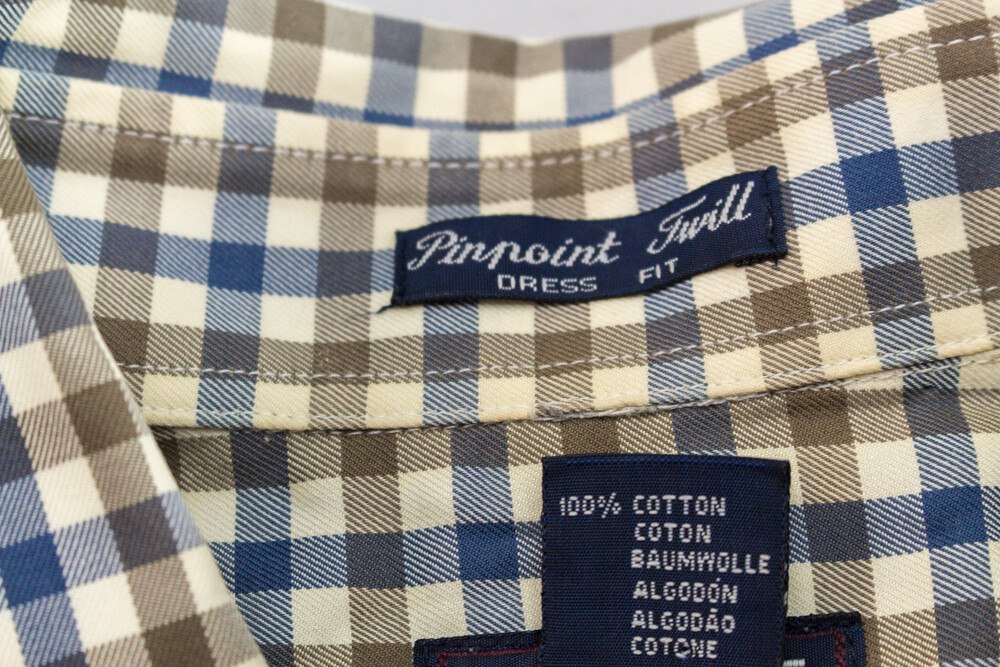 Pinpoint Twill
DRESS FIT
100% COTTON
COTON
BAUMWOLLE
ALGODÓN
ALGODÃO
COTONE